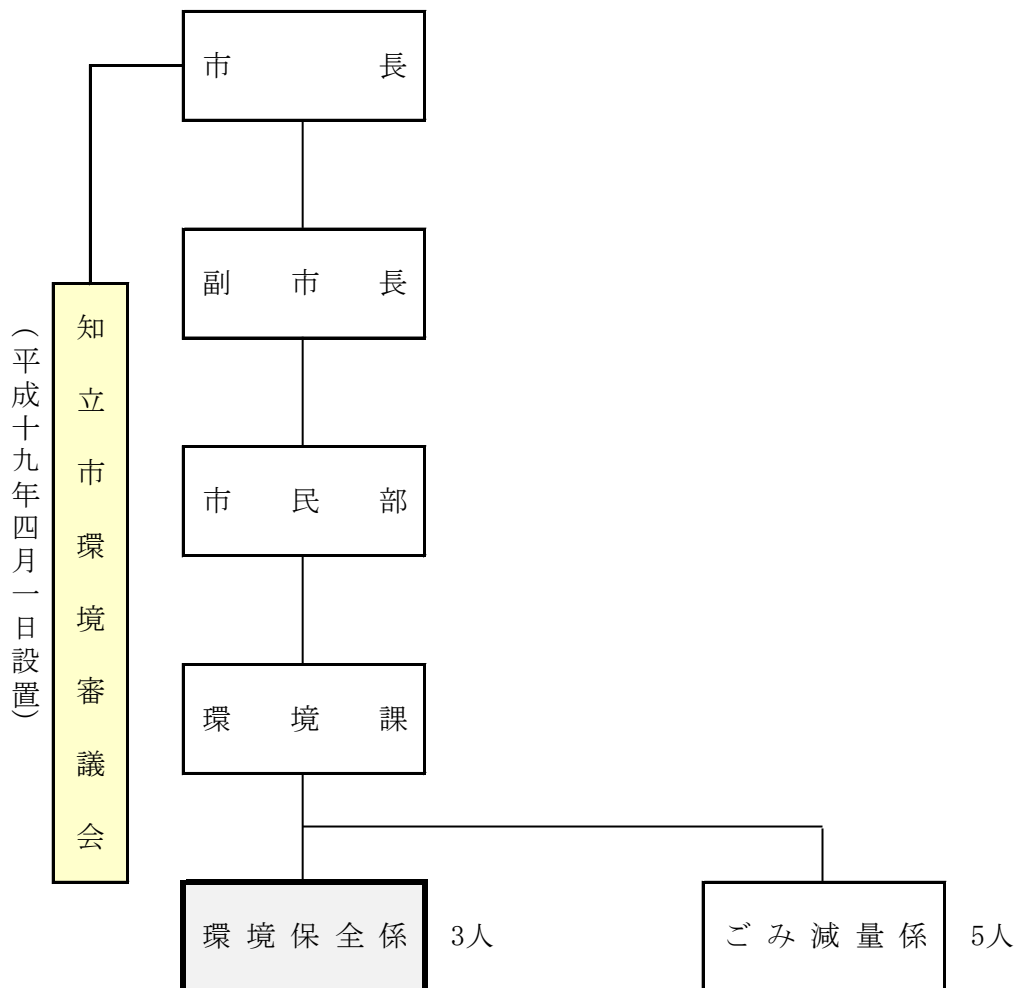 市長
副市長
市民部
環境課
知立市環境審議会
（平成十九年四月一日設置）
環境保全係 3人
ごみ減量係 5人